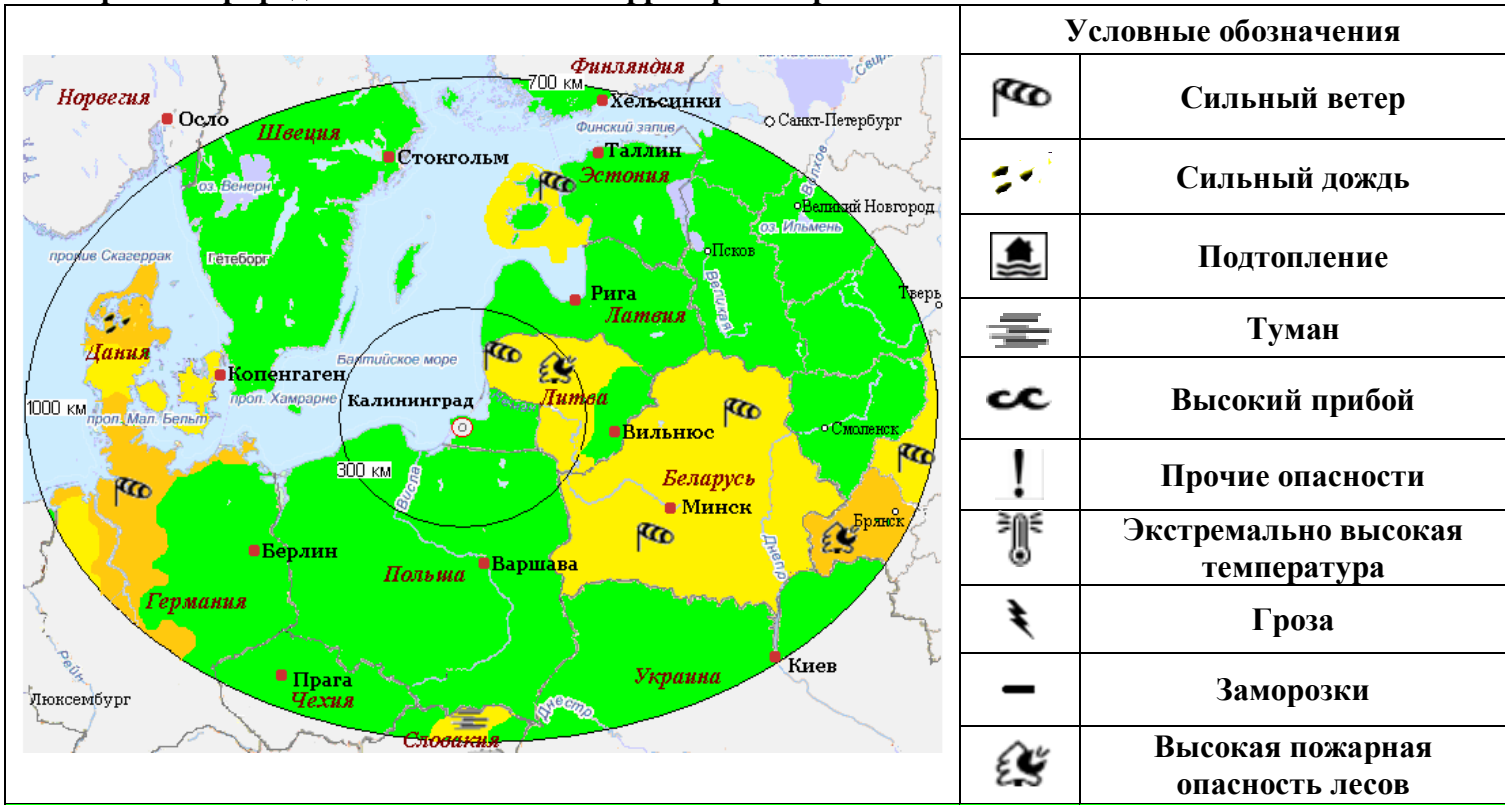 Условные обозначения
Сильный ветер
Сильный дождь
Подтопление
Туман
Высокий прибой
Прочие опасности
Экстремально высокая
температура
Гроза
Заморозки
Высокая пожарная
опасность лесов
Финляндия
700 км
Норвегия
Хельсинки
Осло
Санкт-Петербург
Швеция
Финский залив
Стокгольм
Таллин
Эстония
оз. Венерн
Волхов
Великий Новгород
оз. Ильмень
Псков
пролив Скагеррак
Гётеборг
Великая
Рига
Тверь
Латвия
Дания
Балтийское море
Копенгаген
Литва
прол. Хамрарне
Калининград
1000 км
прол. Мал. Бельт
Вильнюс
Смоленск
300 км
Висла
Беларусь
Минск
Брянск
Днепр
Берлин
Варшава
Польша
Германия
Рейн
Украина
Киев
Прага
Чехия
Люксембург
Днестр
Словакия